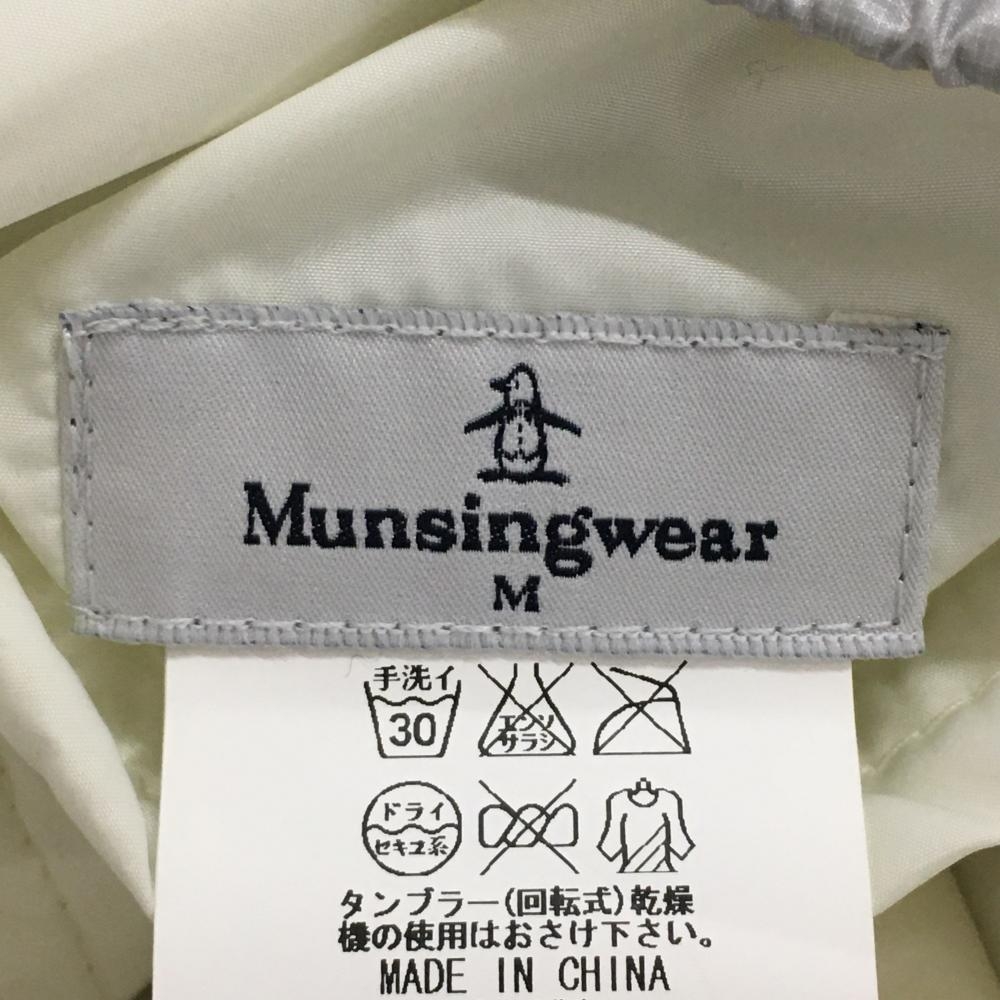 Munsingwear
M
手洗イ
30
エンソ
サラシ
ドライ
セキユ系
タンブラー(回転式)乾燥
機の使用はおさけ下さい。
MADE IN CHINA